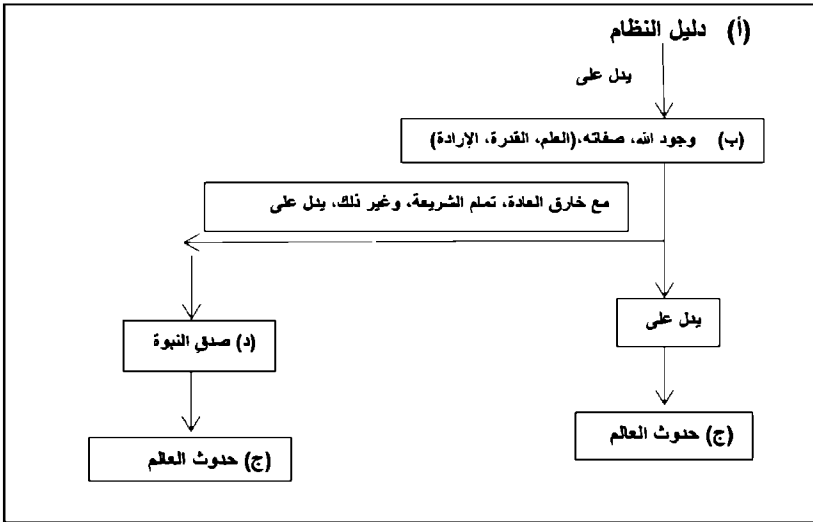 (أ) دليل النظام
يدل على
(ب) وجود الله، صفاته،(العلم، القدرة، الإرادة)
مع خارق العادة، تمام الشريعة، وغير ذلك، يدل على
يدل على
(د) صدقِ النبوة
(ج) حدوث العالم
(ج) حدوث العالم